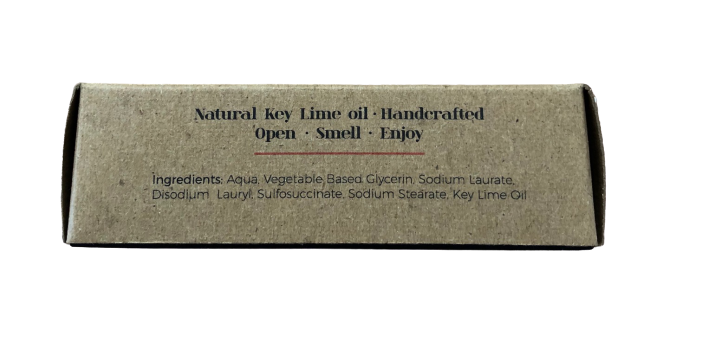 Natural Key Lime oil · Handcrafted
Open · Smell · Enjoy
Ingredients: Aqua, Vegetable Based Glycerin, Sodium Laurate,
Disodium Lauryl, Sulfosuccinate, Sodium Stearate, Key Lime Oil